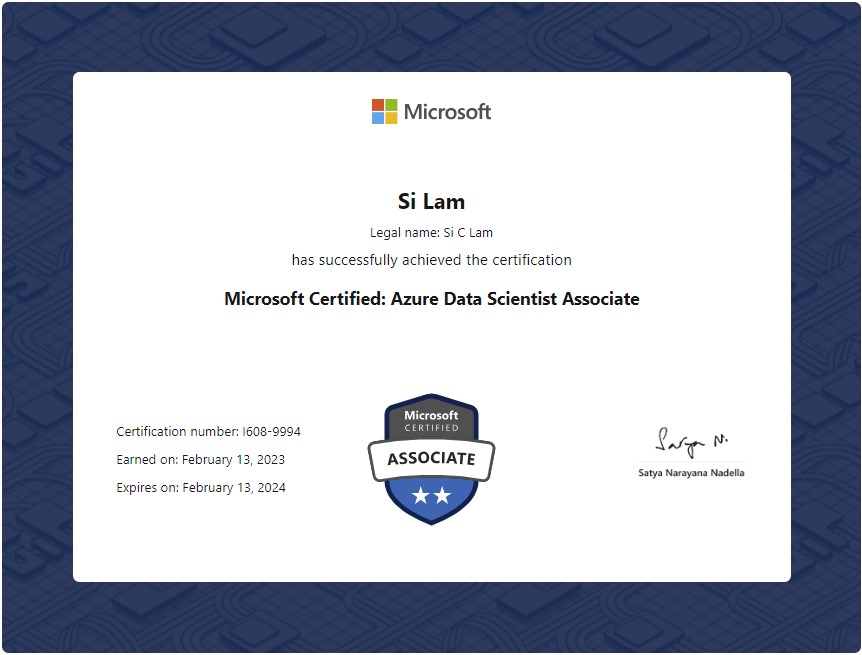 Microsoft
Si Lam
Legal name: Si C Lam
has successfully achieved the certification
Microsoft Certified: Azure Data Scientist Associate
Certification number: I608-9994
Earned on: February 13, 2023
Expires on: February 13, 2024
Microsoft
CERTIFIED
ASSOCIATE
Satya N.
Satya Narayana Nadella